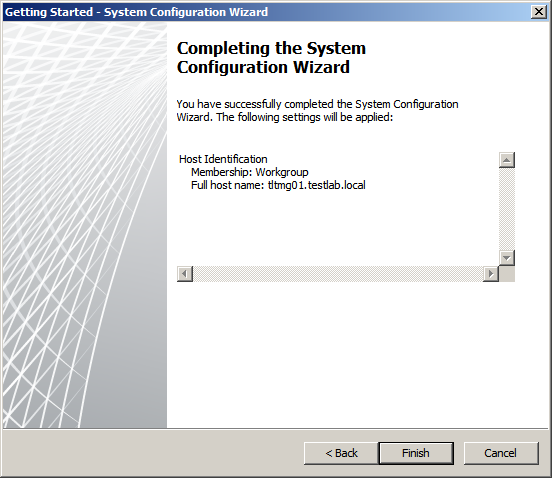 Getting Started - System Configuration Wizard
Completing the System
Configuration Wizard
You have successfully completed the System Configuration
Wizard. The following settings will be applied:
Host Identification
Membership: Workgroup
Full host name: tltmg01.testlab.local
< Back
Finish
Cancel